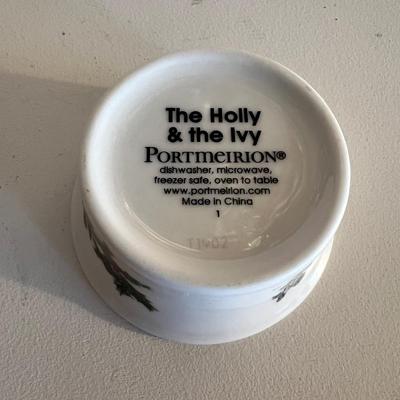 The Holly
& the Ivy
PORTMEIRION®
dishwasher, microwave,
freezer safe, oven to table
www.portmeirion.com
Made in China
1